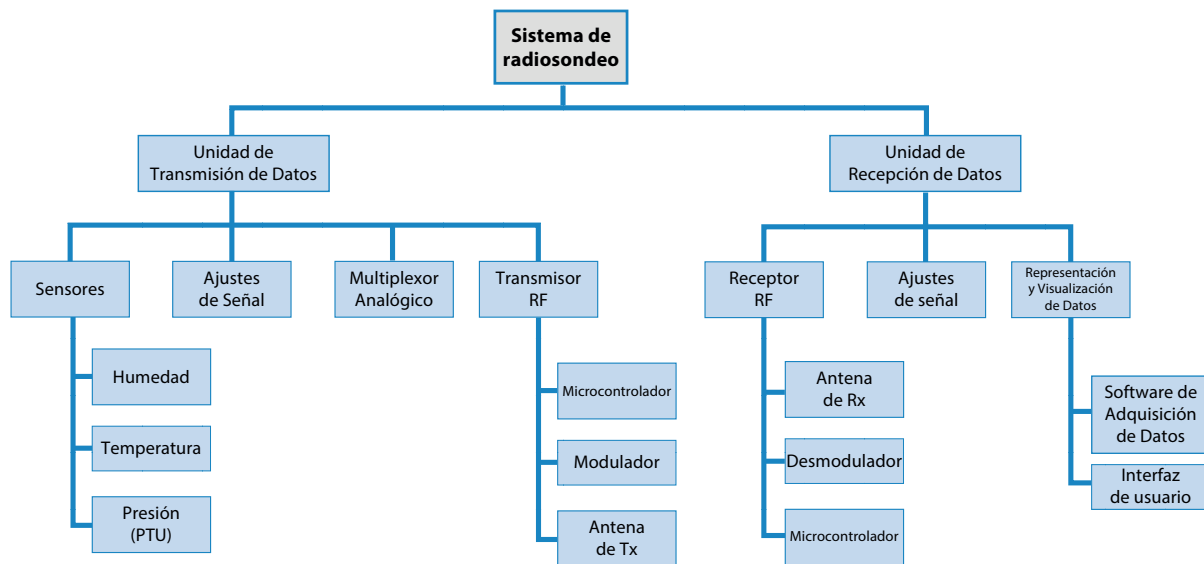 Sistema de
radiosondeo
Unidad de
Transmisión de Datos
Unidad de
Recepción de Datos
Sensores
Ajustes
de Señal
Multiplexor
Analógico
Transmisor
RF
Receptor
RF
Ajustes
de señal
Representación
y Visualización
de Datos
Humedad
Temperatura
Presión
(PTU)
Microcontrolador
Modulador
Antena
de Tx
Antena
de Rx
Desmodulador
Microcontrolador
Software de
Adquisición
de Datos
Interfaz
de usuario